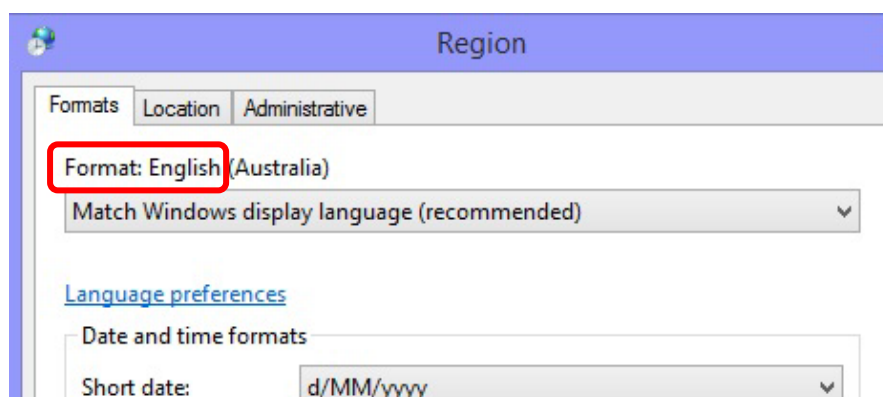 Region
Formats Location Administrative
Format: English (Australia)
Match Windows display language (recommended)
Language preferences
Date and time formats
Short date: d/MM/yyyy